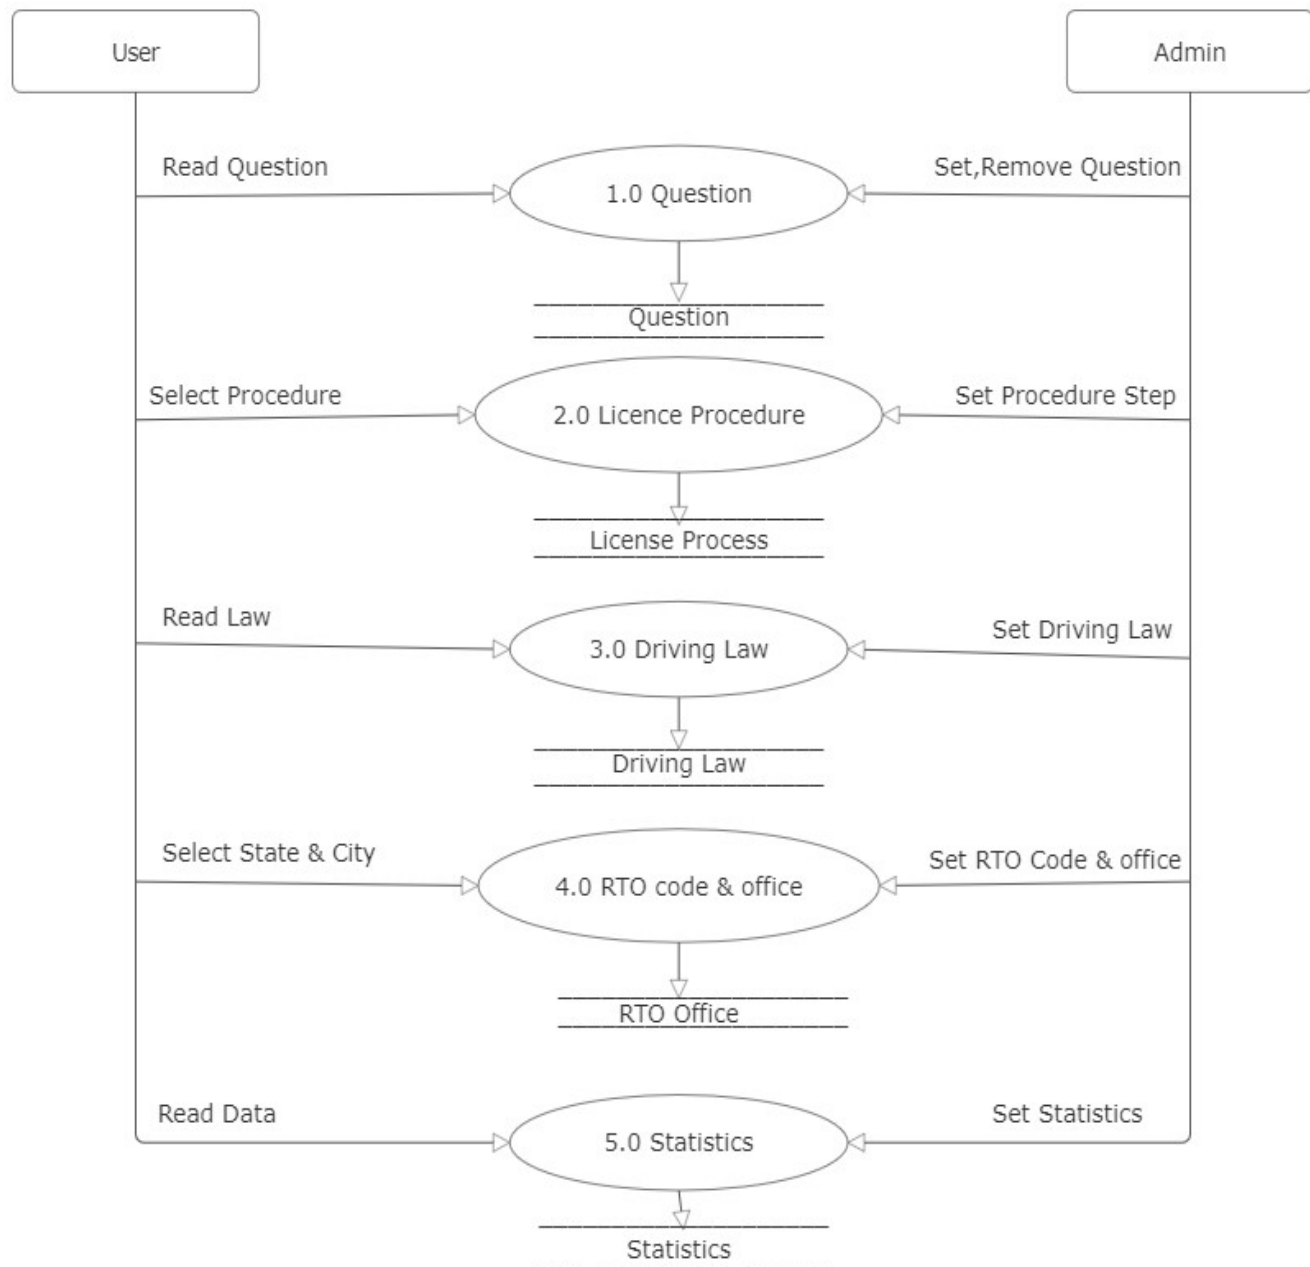 User
Admin
Read Question
Set,Remove Question
1.0 Question
Question
Select Procedure
Set Procedure Step
2.0 Licence Procedure
License Process
Read Law
Set Driving Law
3.0 Driving Law
Driving Law
Select State & City
Set RTO Code & office
4.0 RTO code & office
RTO Office
Read Data
Set Statistics
5.0 Statistics
Statistics